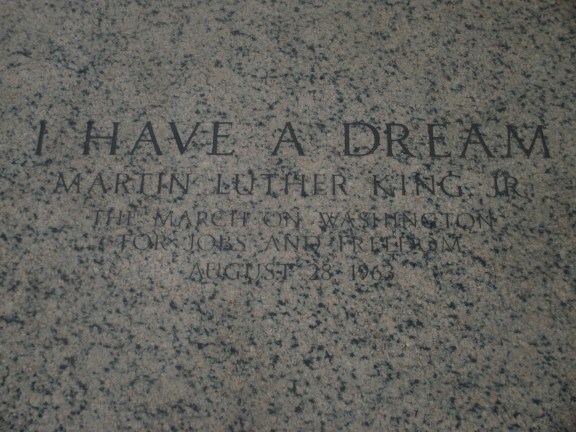 I HAVE A DREAM
MARTIN LUTHER KING JR
THE MARCH ON WASHINGTON
FOR JOBS AND FREEDOM
AUGUST 28 1963